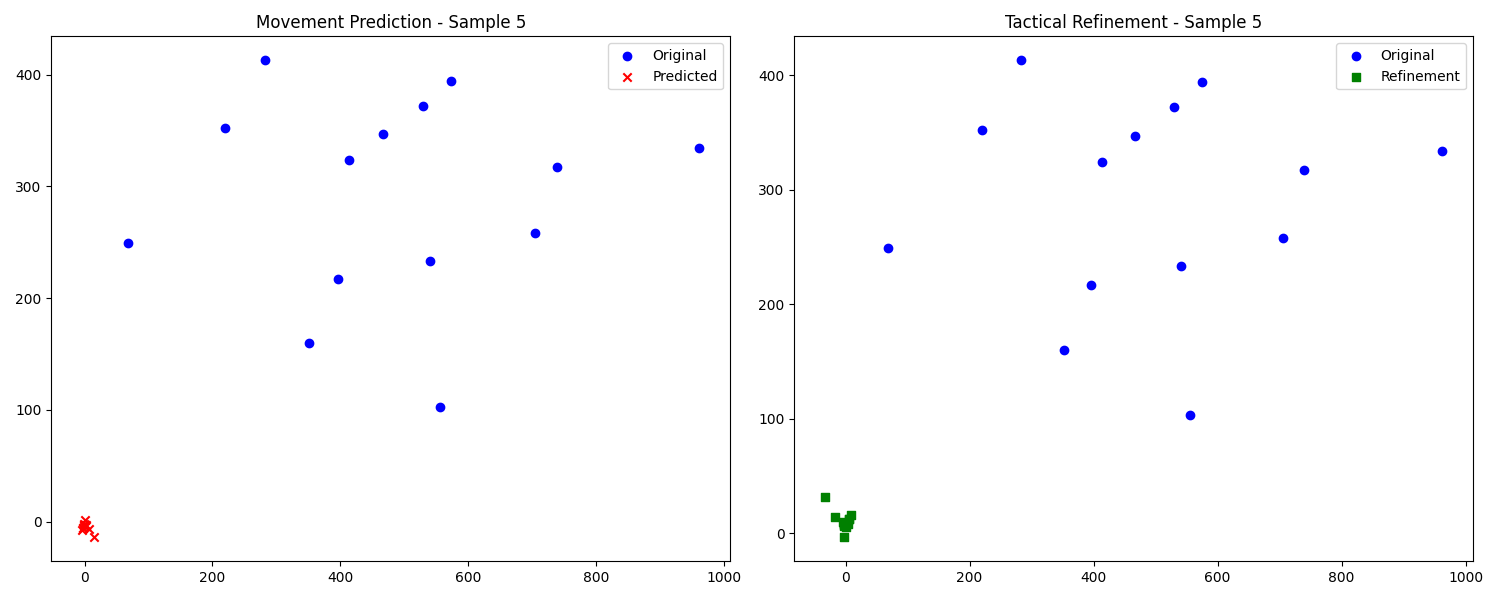 Movement Prediction - Sample 5
Original
Predicted
400
300
200
100
0
0 200 400 600 800 1000
Tactical Refinement - Sample 5
Original
Refinement
400
300
200
100
0
0 200 400 600 800 1000